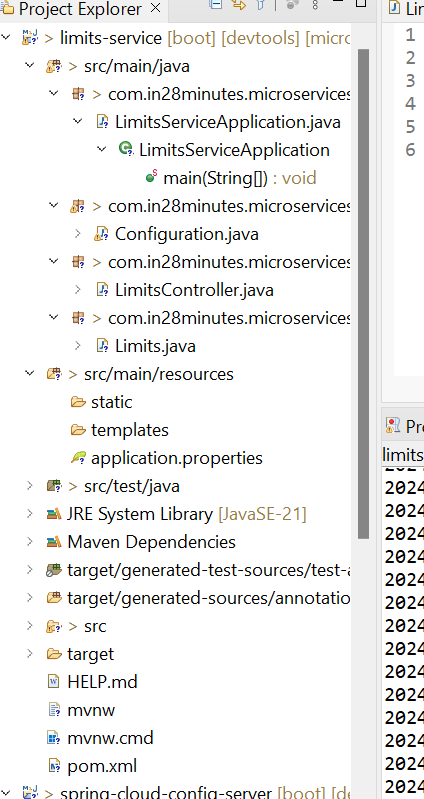 Project Explorer
Li
limits-service [boot] [devtools] [micro
src/main/java
com.in28minutes.microservices
LimitsServiceApplication.java
LimitsServiceApplication
main(String[]) : void
com.in28minutes.microservices
Configuration.java
com.in28minutes.microservices
LimitsController.java
com.in28minutes.microservices
Limits.java
src/main/resources
static
templates
application.properties
src/test/java
JRE System Library [JavaSE-21]
Maven Dependencies
target/generated-test-sources/test-a
target/generated-sources/annotatio
src
target
HELP.md
mvnw
mvnw.cmd
pom.xml
spring-cloud-config-server [boot] [de
1
2
3
4
5
6
Pr
limits
2024
2024
2024
2024
2024
2024
2024
2024
2024
2024
2024
2024
2024
2024